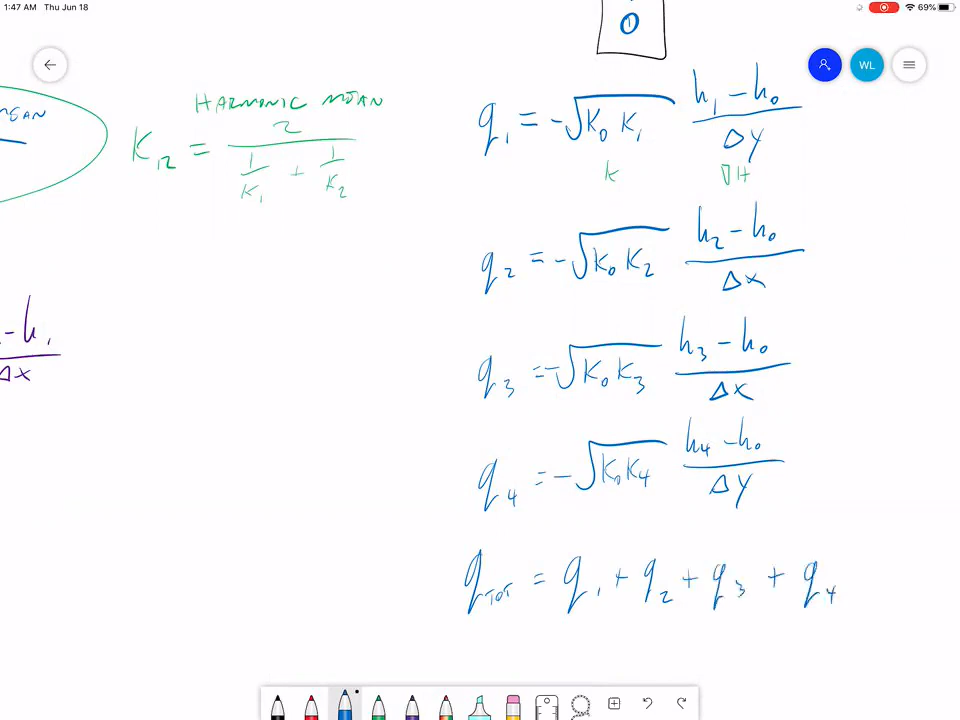 1:47 AM Thu Jun 18 69%
0
WL
HARMONIC MEAN
K₁₂ = 2 / (1/K₁ + 1/K₂)
q₁ = -√(K₀ K₁) (h₁ - h₀)/Δy
K ∇H
q₂ = -√(K₀ K₂) (h₂ - h₀)/Δx
- h₁
Δx
q₃ = -√(K₀ K₃) (h₃ - h₀)/Δx
q₄ = -√(K₀ K₄) (h₄ - h₀)/Δy
qTOT = q₁ + q₂ + q₃ + q₄